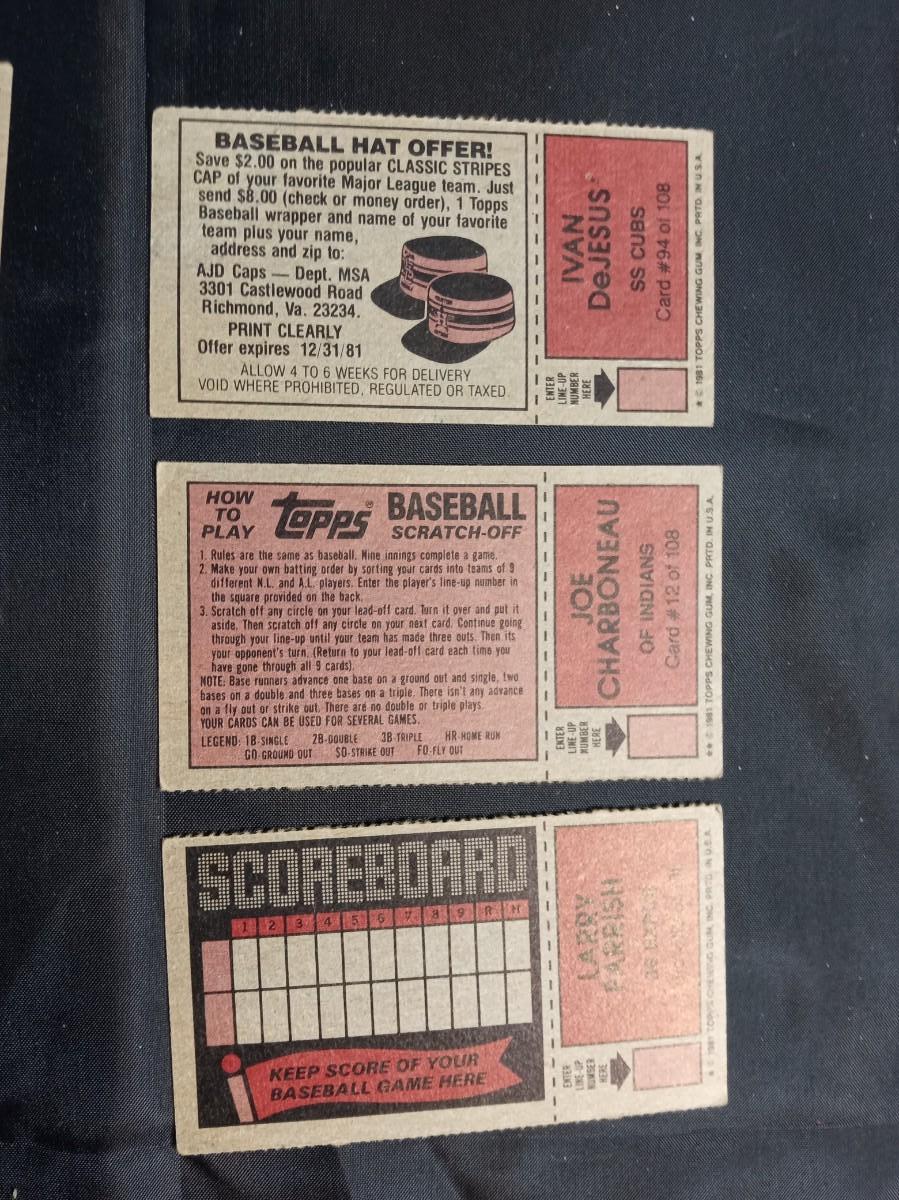 BASEBALL HAT OFFER!
Save $2.00 on the popular CLASSIC STRIPES
CAP of your favorite Major League team. Just
send $8.00 (check or money order), 1 Topps
Baseball wrapper and name of your favorite
team plus your name,
address and zip to:
AJD Caps — Dept. MSA
3301 Castlewood Road
Richmond, Va. 23234.
PRINT CLEARLY
Offer expires 12/31/81
ALLOW 4 TO 6 WEEKS FOR DELIVERY
VOID WHERE PROHIBITED, REGULATED OR TAXED.
IVAN
DeJESUS
SS CUBS
Card #94 of 108
ENTER
LINE-UP
NUMBER
HERE
★ © 1981 TOPPS CHEWING GUM, INC. PRTD. IN U.S.A.
HOW
TO
PLAY
topps®
BASEBALL
SCRATCH-OFF
1. Rules are the same as baseball. Nine innings complete a game.
2. Make your own batting order by sorting your cards into teams of 9
different N.L. and A.L. players. Enter the player's line-up number in
the square provided on the back.
3. Scratch off any circle on your lead-off card. Turn it over and put it
aside. Then scratch off any circle on your next card. Continue going
through your line-up until your team has made three outs. Then its
your opponent's turn. (Return to your lead-off card each time you
have gone through all 9 cards).
NOTE: Base runners advance one base on a ground out and single, two
bases on a double and three bases on a triple. There isn't any advance
on a fly out or strike out. There are no double or triple plays.
YOUR CARDS CAN BE USED FOR SEVERAL GAMES.
LEGEND: 1B-SINGLE 2B-DOUBLE 3B-TRIPLE HR-HOME RUN
GO-GROUND OUT SO-STRIKE OUT FO-FLY OUT
JOE
CHARBONEAU
OF INDIANS
Card #12 of 108
ENTER
LINE-UP
NUMBER
HERE
★★ © 1981 TOPPS CHEWING GUM, INC. PRTD. IN U.S.A.
SCOREBOARD
1 2 3 4 5 6 7 8 9 R H
KEEP SCORE OF YOUR
BASEBALL GAME HERE
LARRY
PARRISH
3B EXPOS
ENTER
LINE-UP
NUMBER
HERE
★ © 1981 TOPPS CHEWING GUM, INC. PRTD. IN U.S.A.